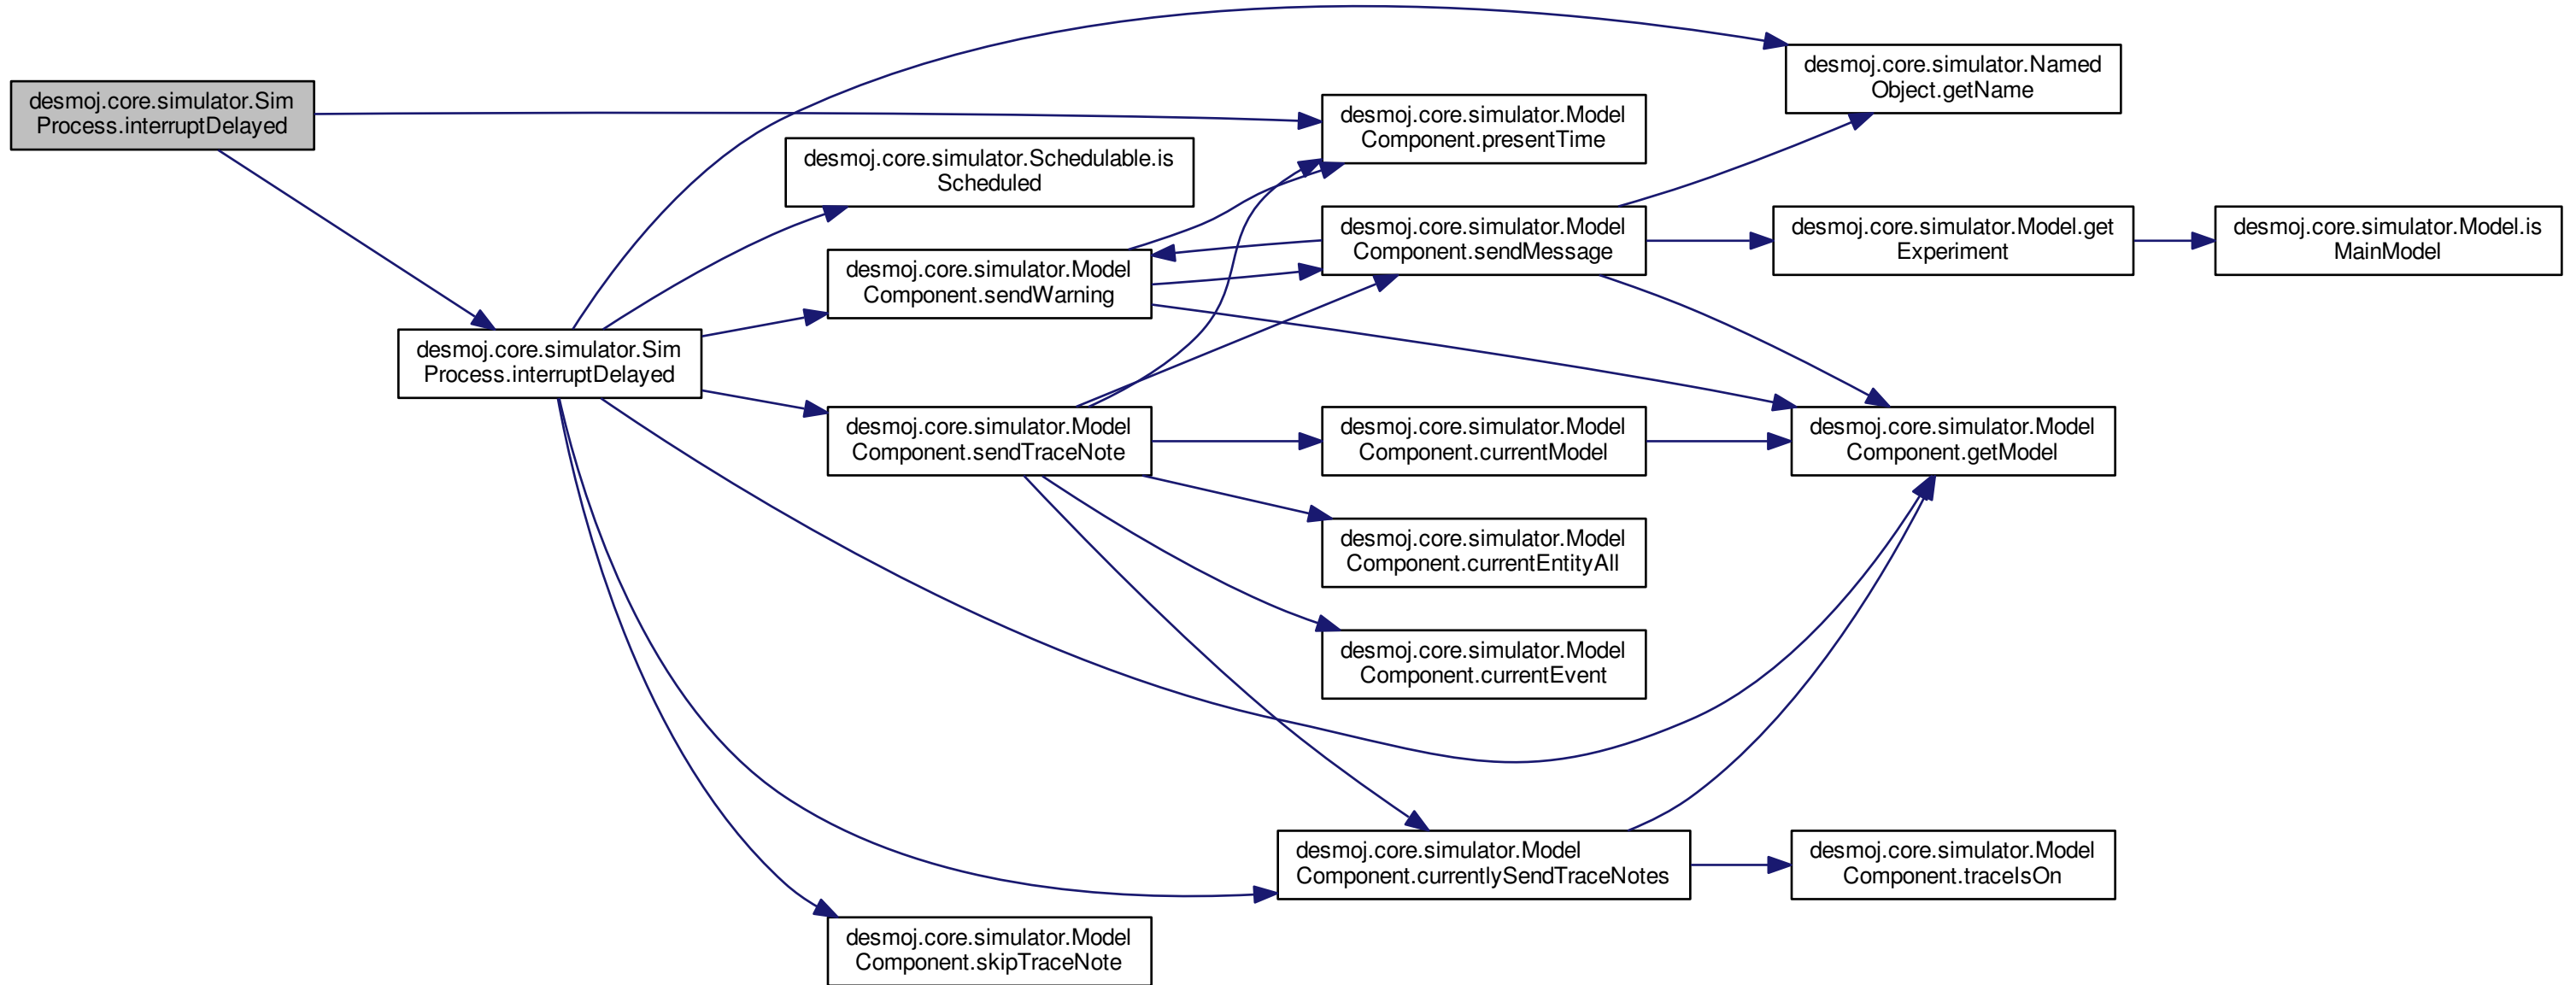 desmoj.core.simulator.Sim
Process.interruptDelayed
desmoj.core.simulator.Sim
Process.interruptDelayed
desmoj.core.simulator.Schedulable.is
Scheduled
desmoj.core.simulator.Model
Component.sendWarning
desmoj.core.simulator.Model
Component.sendTraceNote
desmoj.core.simulator.Model
Component.skipTraceNote
desmoj.core.simulator.Model
Component.presentTime
desmoj.core.simulator.Model
Component.sendMessage
desmoj.core.simulator.Model
Component.currentModel
desmoj.core.simulator.Model
Component.currentEntityAll
desmoj.core.simulator.Model
Component.currentEvent
desmoj.core.simulator.Model
Component.currentlySendTraceNotes
desmoj.core.simulator.Named
Object.getName
desmoj.core.simulator.Model.get
Experiment
desmoj.core.simulator.Model
Component.getModel
desmoj.core.simulator.Model
Component.traceIsOn
desmoj.core.simulator.Model.is
MainModel